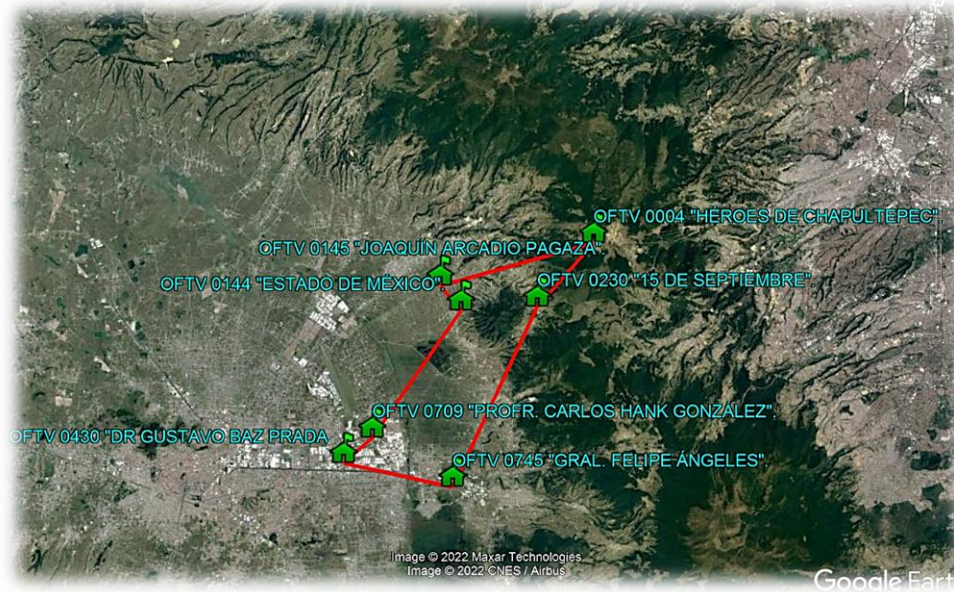 OFTV 0004 "HÉROES DE CHAPULTEPEC".
OFTV 0145 "JOAQUÍN ARCADIO PAGAZA".
OFTV 0144 "ESTADO DE MÉXICO".
OFTV 0230 "15 DE SEPTIEMBRE".
OFTV 0709 "PROFR. CARLOS HANK GONZÁLEZ".
OFTV 0430 "DR GUSTAVO BAZ PRADA
OFTV 0745 "GRAL. FELIPE ÁNGELES".
Image © 2022 Maxar Technologies
Image © 2022 CNES / Airbus
Google Eart